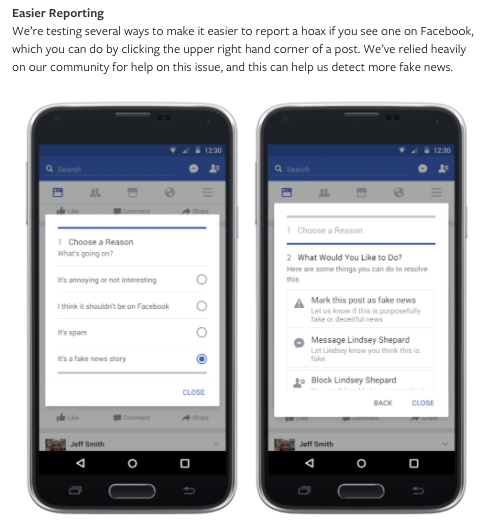 Easier Reporting
We're testing several ways to make it easier to report a hoax if you see one on Facebook,
which you can do by clicking the upper right hand corner of a post. We've relied heavily
on our community for help on this issue, and this can help us detect more fake news.
12:30
Search
Like Comment Share
1 Choose a Reason
What's going on?
It's annoying or not interesting
I think it shouldn't be on Facebook
It's spam
It's a fake news story
CLOSE
Like Comment Share
Jeff Smith
12:30
Search
1 Choose a Reason
2 What Would You Like to Do?
Here are some things you can do to resolve
this.
Mark this post as fake news
Let us know if this is purposefully
fake or deceitful news
Message Lindsey Shepard
Let Lindsey know you think this is
fake.
Block Lindsey Shepard
BACK CLOSE
Like Comment Share
Jeff Smith